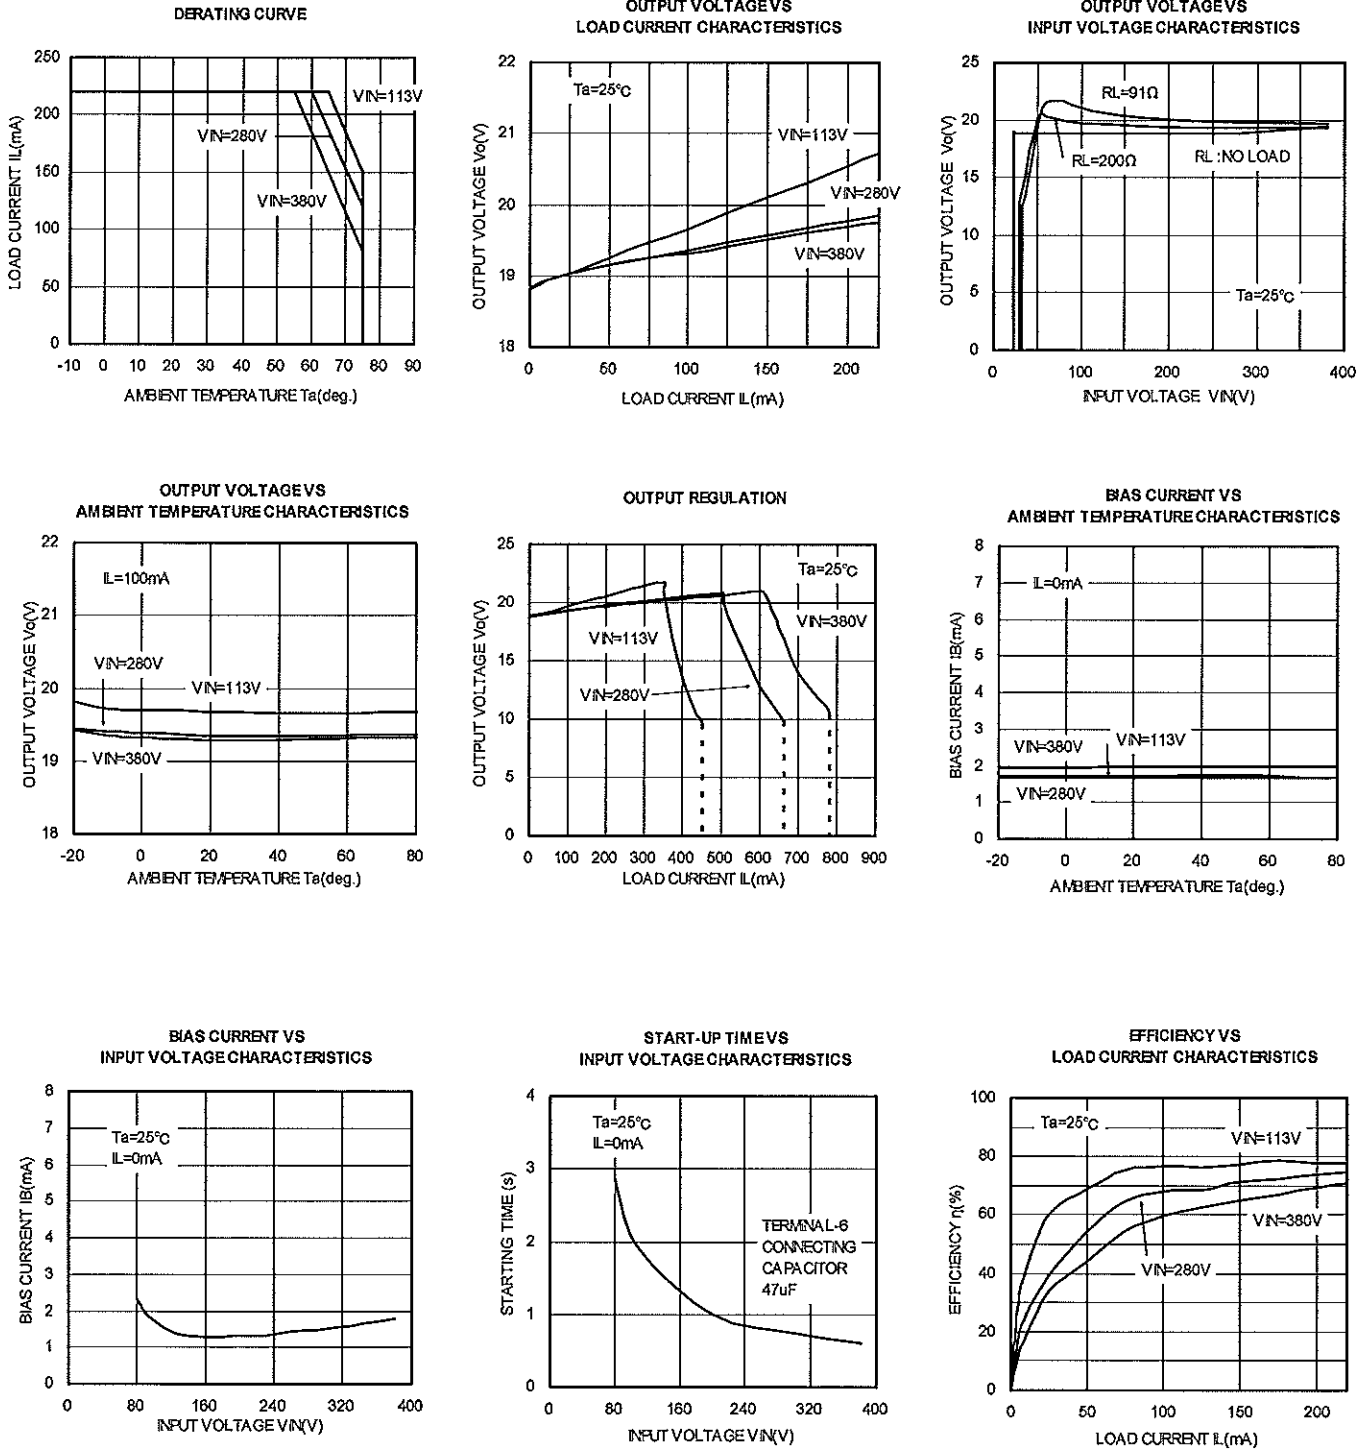 DERATING CURVE
250
200
150
100
50
0
-10 0 10 20 30 40 50 60 70 80 90
LOAD CURRENT IL(mA)
AMBIENT TEMPERATURE Ta(deg.)
VIN=113V
VIN=280V
VIN=380V
OUTPUT VOLTAGE VS
LOAD CURRENT CHARACTERISTICS
22
21
20
19
18
0 50 100 150 200
OUTPUT VOLTAGE Vo(V)
LOAD CURRENT IL(mA)
Ta=25°C
VIN=113V
VIN=280V
VIN=380V
OUTPUT VOLTAGE VS
INPUT VOLTAGE CHARACTERISTICS
25
20
15
10
5
0
0 100 200 300 400
OUTPUT VOLTAGE Vo(V)
INPUT VOLTAGE VIN(V)
RL=91Ω
RL=200Ω
RL :NO LOAD
Ta=25°C
OUTPUT VOLTAGE VS
AMBIENT TEMPERATURE CHARACTERISTICS
22
21
20
19
18
-20 0 20 40 60 80
OUTPUT VOLTAGE Vo(V)
AMBIENT TEMPERATURE Ta(deg.)
IL=100mA
VIN=280V
VIN=113V
VIN=380V
OUTPUT REGULATION
25
20
15
10
5
0
0 100 200 300 400 500 600 700 800 900
OUTPUT VOLTAGE Vo(V)
LOAD CURRENT IL(mA)
Ta=25°C
VIN=380V
VIN=113V
VIN=280V
BIAS CURRENT VS
AMBIENT TEMPERATURE CHARACTERISTICS
8
7
6
5
4
3
2
1
0
-20 0 20 40 60 80
BIAS CURRENT IB(mA)
AMBIENT TEMPERATURE Ta(deg.)
IL=0mA
VIN=380V
VIN=113V
VIN=280V
BIAS CURRENT VS
INPUT VOLTAGE CHARACTERISTICS
8
7
6
5
4
3
2
1
0
0 80 160 240 320 400
BIAS CURRENT IB(mA)
INPUT VOLTAGE VIN(V)
Ta=25°C
IL=0mA
START-UP TIME VS
INPUT VOLTAGE CHARACTERISTICS
4
3
2
1
0
0 80 160 240 320 400
STARTING TIME (s)
INPUT VOLTAGE VIN(V)
Ta=25°C
IL=0mA
TERMINAL-6
CONNECTING
CAPACITOR
47uF
EFFICIENCY VS
LOAD CURRENT CHARACTERISTICS
100
80
60
40
20
0
0 50 100 150 200
EFFICIENCY η(%)
LOAD CURRENT IL(mA)
Ta=25°C
VIN=113V
VIN=380V
VIN=280V